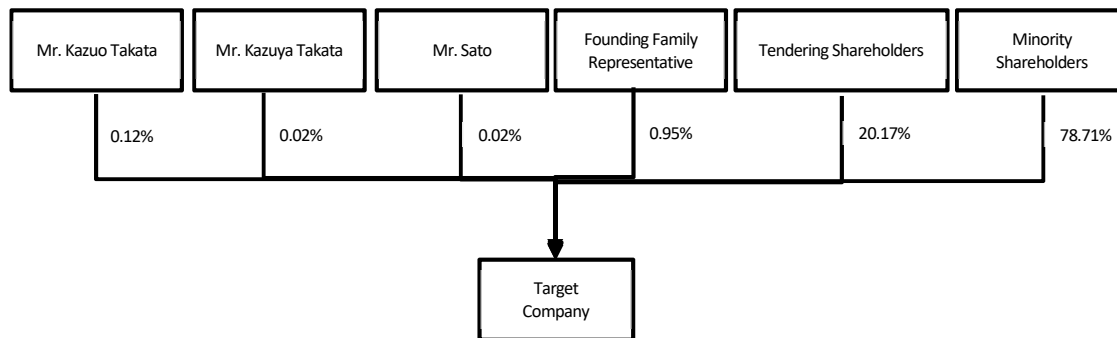 Mr. Kazuo Takata
Mr. Kazuya Takata
Mr. Sato
Founding Family
Representative
Tendering Shareholders
Minority
Shareholders
0.12%
0.02%
0.02%
0.95%
20.17%
78.71%
Target
Company